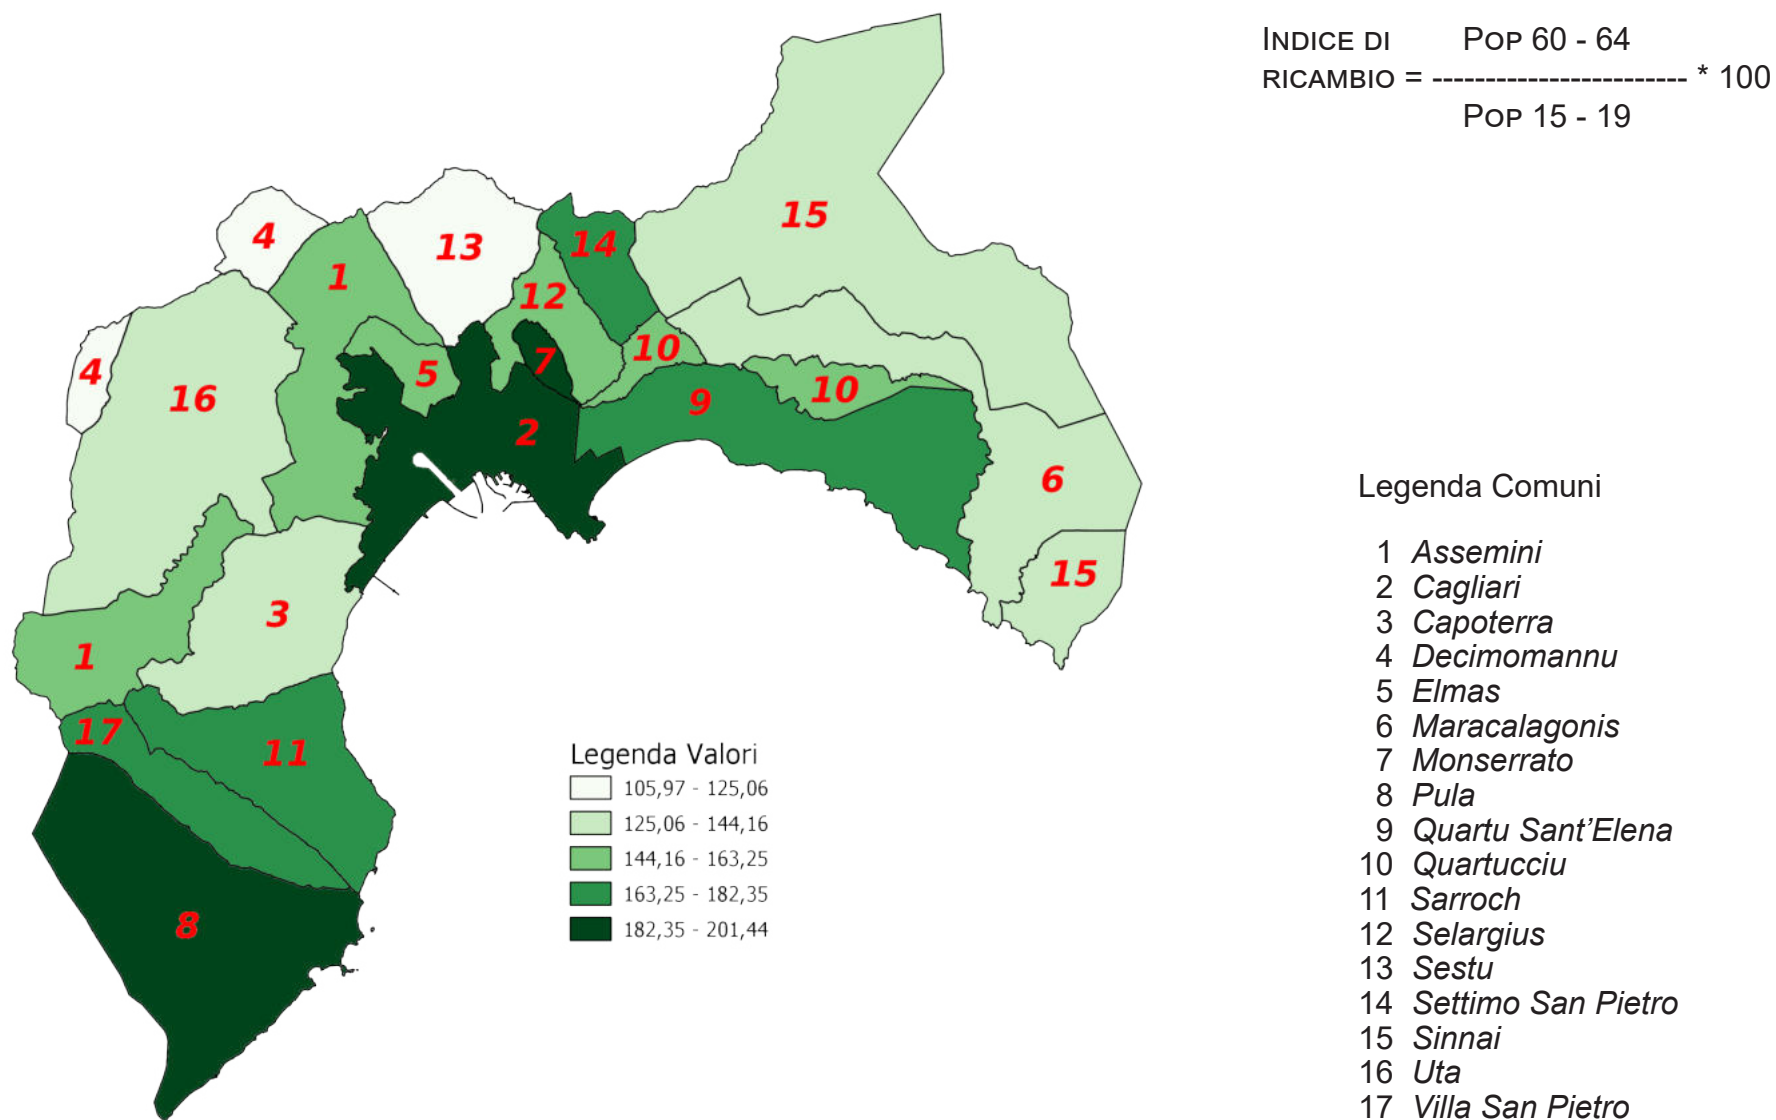 INDICE DI POP 60 - 64
RICAMBIO = ------------------------ * 100
POP 15 - 19
15
4
13
14
1
12
10
7
4
5
16
9
10
2
6
15
3
1
17
11
8
Legenda Valori
105,97 - 125,06
125,06 - 144,16
144,16 - 163,25
163,25 - 182,35
182,35 - 201,44
Legenda Comuni
1 Assemini
2 Cagliari
3 Capoterra
4 Decimomannu
5 Elmas
6 Maracalagonis
7 Monserrato
8 Pula
9 Quartu Sant’Elena
10 Quartucciu
11 Sarroch
12 Selargius
13 Sestu
14 Settimo San Pietro
15 Sinnai
16 Uta
17 Villa San Pietro